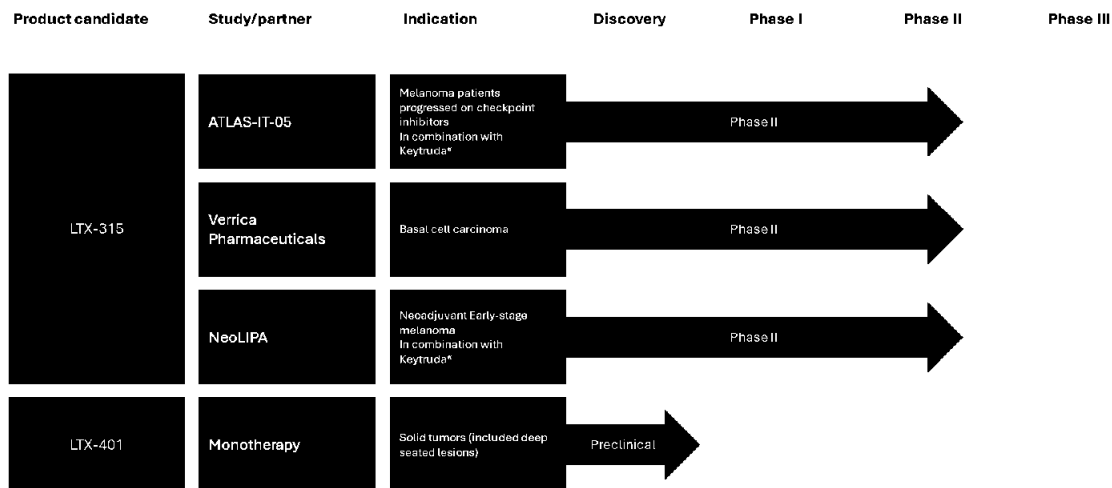 Product candidate Study/partner Indication Discovery Phase I Phase II Phase III
LTX-315
ATLAS-IT-05
Melanoma patients
progressed on checkpoint
inhibitors
In combination with
Keytruda*
Phase II
Verrica
Pharmaceuticals
Basal cell carcinoma
Phase II
NeoLIPA
Neoadjuvant Early-stage
melanoma
In combination with
Keytruda*
Phase II
LTX-401
Monotherapy
Solid tumors (included deep
seated lesions)
Preclinical